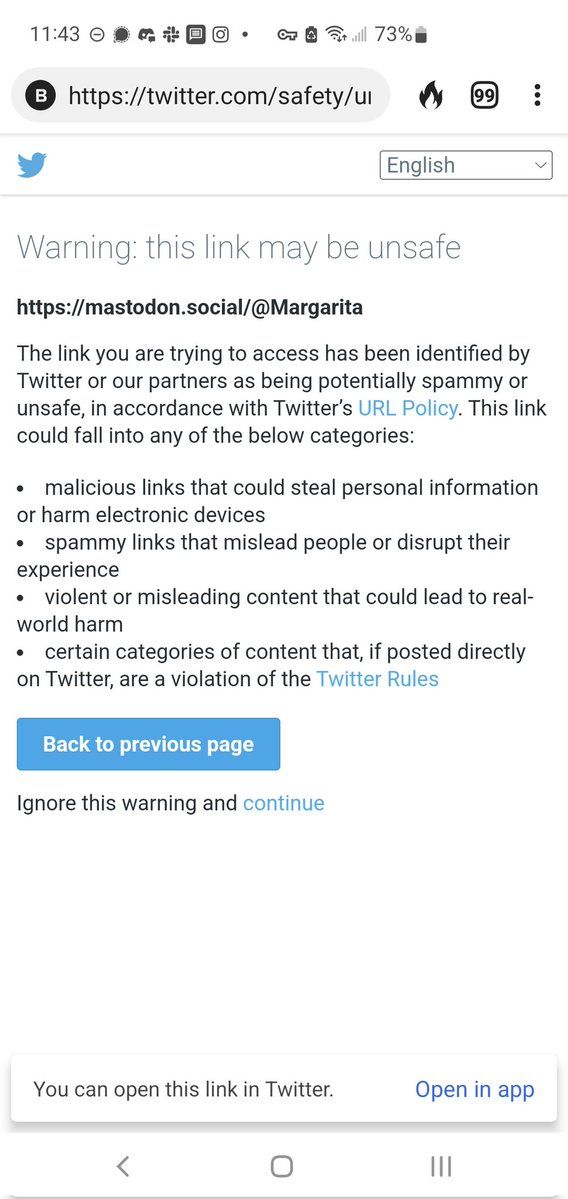 11:43 73%
B https://twitter.com/safety/ 99
English
Warning: this link may be unsafe
https://mastodon.social/@Margarita
The link you are trying to access has been identified by
Twitter or our partners as being potentially spammy or
unsafe, in accordance with Twitter’s URL Policy. This link
could fall into any of the below categories:
• malicious links that could steal personal information
or harm electronic devices
• spammy links that mislead people or disrupt their
experience
• violent or misleading content that could lead to real-
world harm
• certain categories of content that, if posted directly
on Twitter, are a violation of the Twitter Rules
Back to previous page
Ignore this warning and continue
You can open this link in Twitter. Open in app